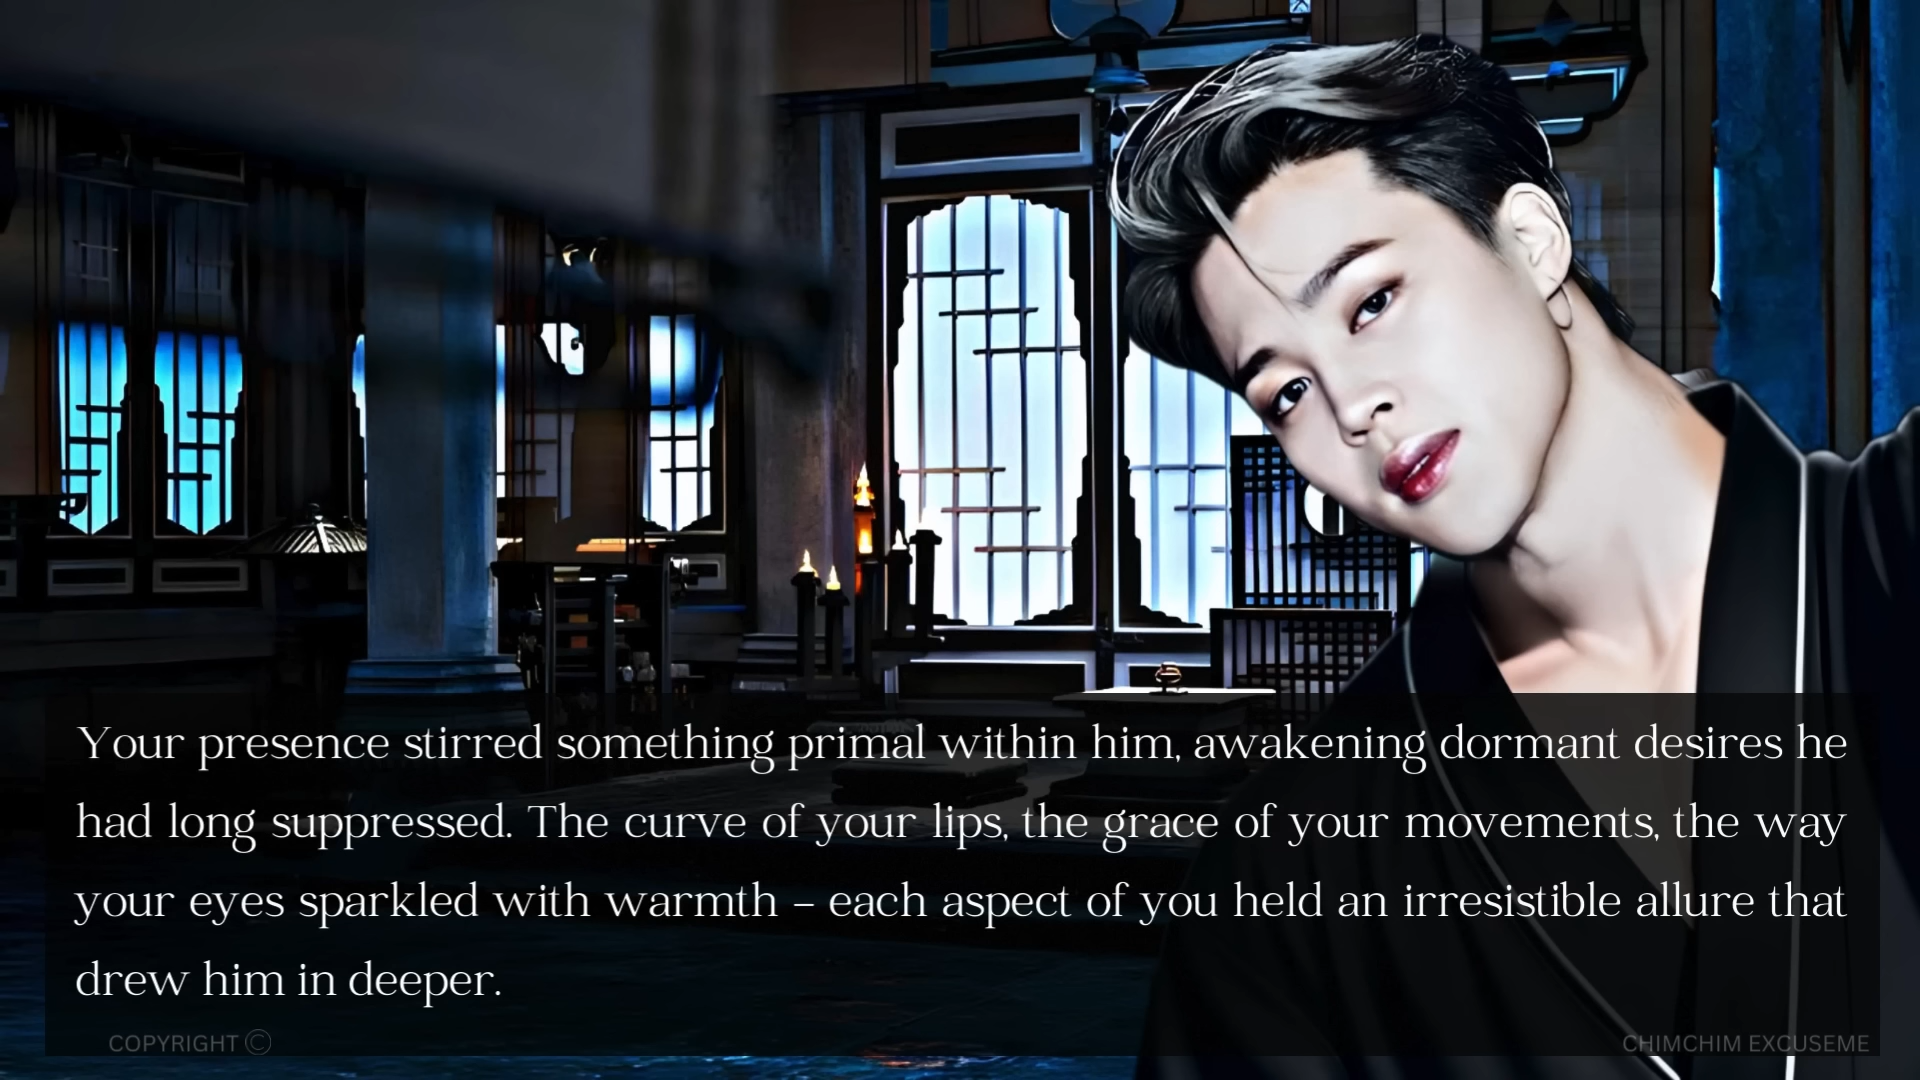 Your presence stirred something primal within him, awakening dormant desires he
had long suppressed. The curve of your lips, the grace of your movements, the way
your eyes sparkled with warmth – each aspect of you held an irresistible allure that
drew him in deeper.
COPYRIGHT ©
CHIMCHIM EXCUSEME